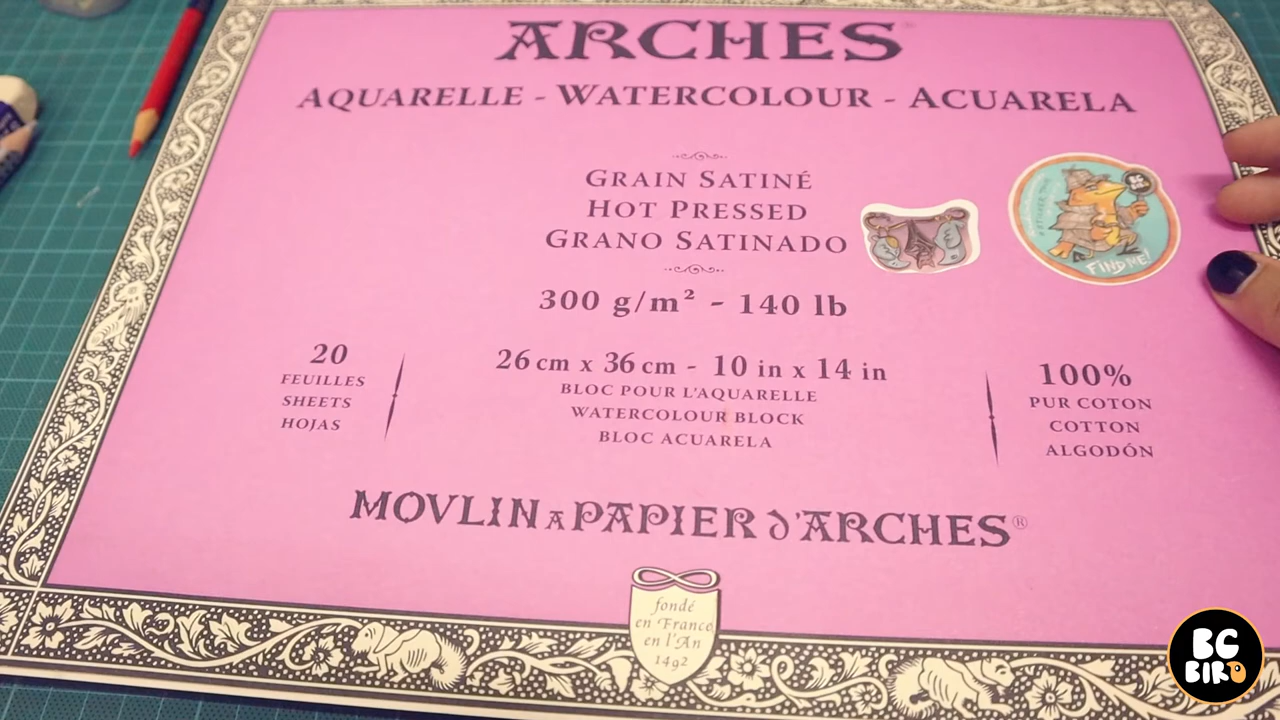 ARCHES
AQUARELLE - WATERCOLOUR - ACUARELA
GRAIN SATINÉ
HOT PRESSED
GRANO SATINADO
300 g/m² - 140 lb
20
FEUILLES
SHEETS
HOJAS
26 cm x 36 cm - 10 in x 14 in
BLOC POUR L'AQUARELLE
WATERCOLOUR BLOCK
BLOC ACUARELA
100%
PUR COTON
COTTON
ALGODÓN
MOVLIN A PAPIER D'ARCHES®
fondé
en France
en l'An
1492
BC
FINDME!
BC
BIRO